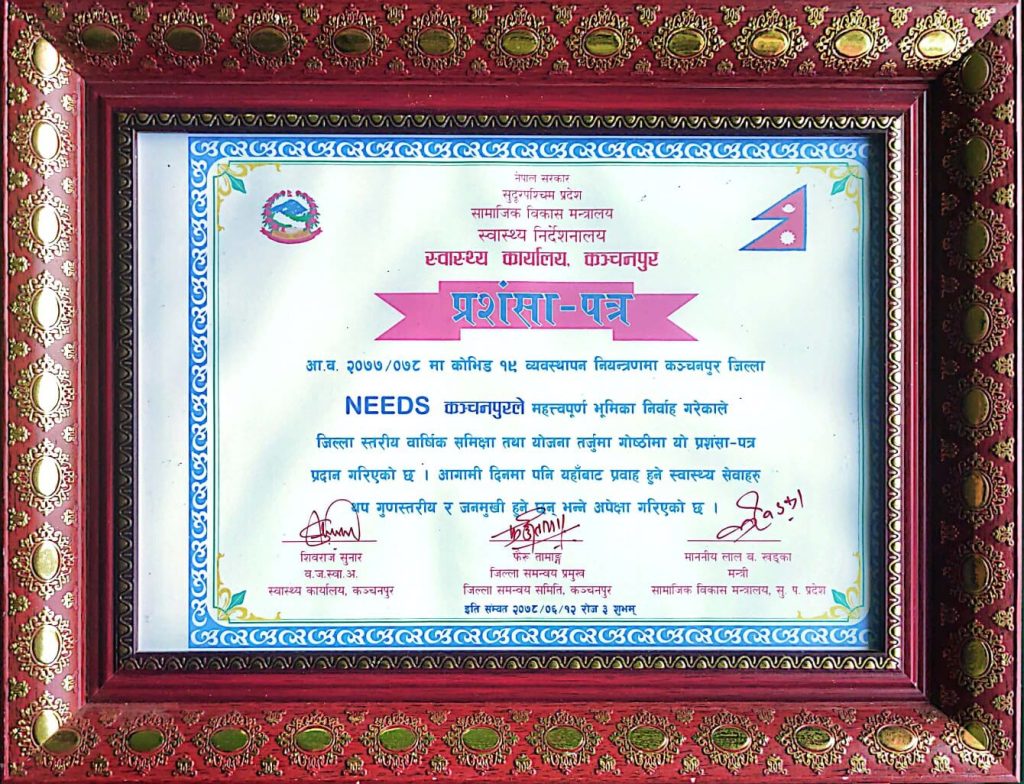 नेपाल सरकार
सुदूरपश्चिम प्रदेश
सामाजिक विकास मन्त्रालय
स्वास्थ्य निर्देशनालय
स्वास्थ्य कार्यालय, कञ्चनपुर
प्रशंसा-पत्र
आ.व. २०७७/०७८ मा कोभिड १९ व्यवस्थापन नियन्त्रणमा कञ्चनपुर जिल्ला
NEEDS कञ्चनपुरले महत्त्वपूर्ण भूमिका निर्वाह गरेकाले
जिल्ला स्तरीय वार्षिक समिक्षा तथा योजना तर्जुमा गोष्ठीमा यो प्रशंसा-पत्र
प्रदान गरिएको छ । आगामी दिनमा पनि यहाँबाट प्रवाह हुने स्वास्थ्य सेवाहरु
थप गुणस्तरीय र जनमुखी हुने छन् भन्ने अपेक्षा गरिएको छ ।
शिवराज सुनार
व.ज.स्वा.अ.
स्वास्थ्य कार्यालय, कञ्चनपुर
फेरू तामाङ्ग
जिल्ला समन्वय प्रमुख
जिल्ला समन्वय समिति, कञ्चनपुर
माननीय लाल ब. खड्का
मन्त्री
सामाजिक विकास मन्त्रालय, सु. प. प्रदेश
इति सम्वत २०७८/०६/१२ रोज ३ शुभम्